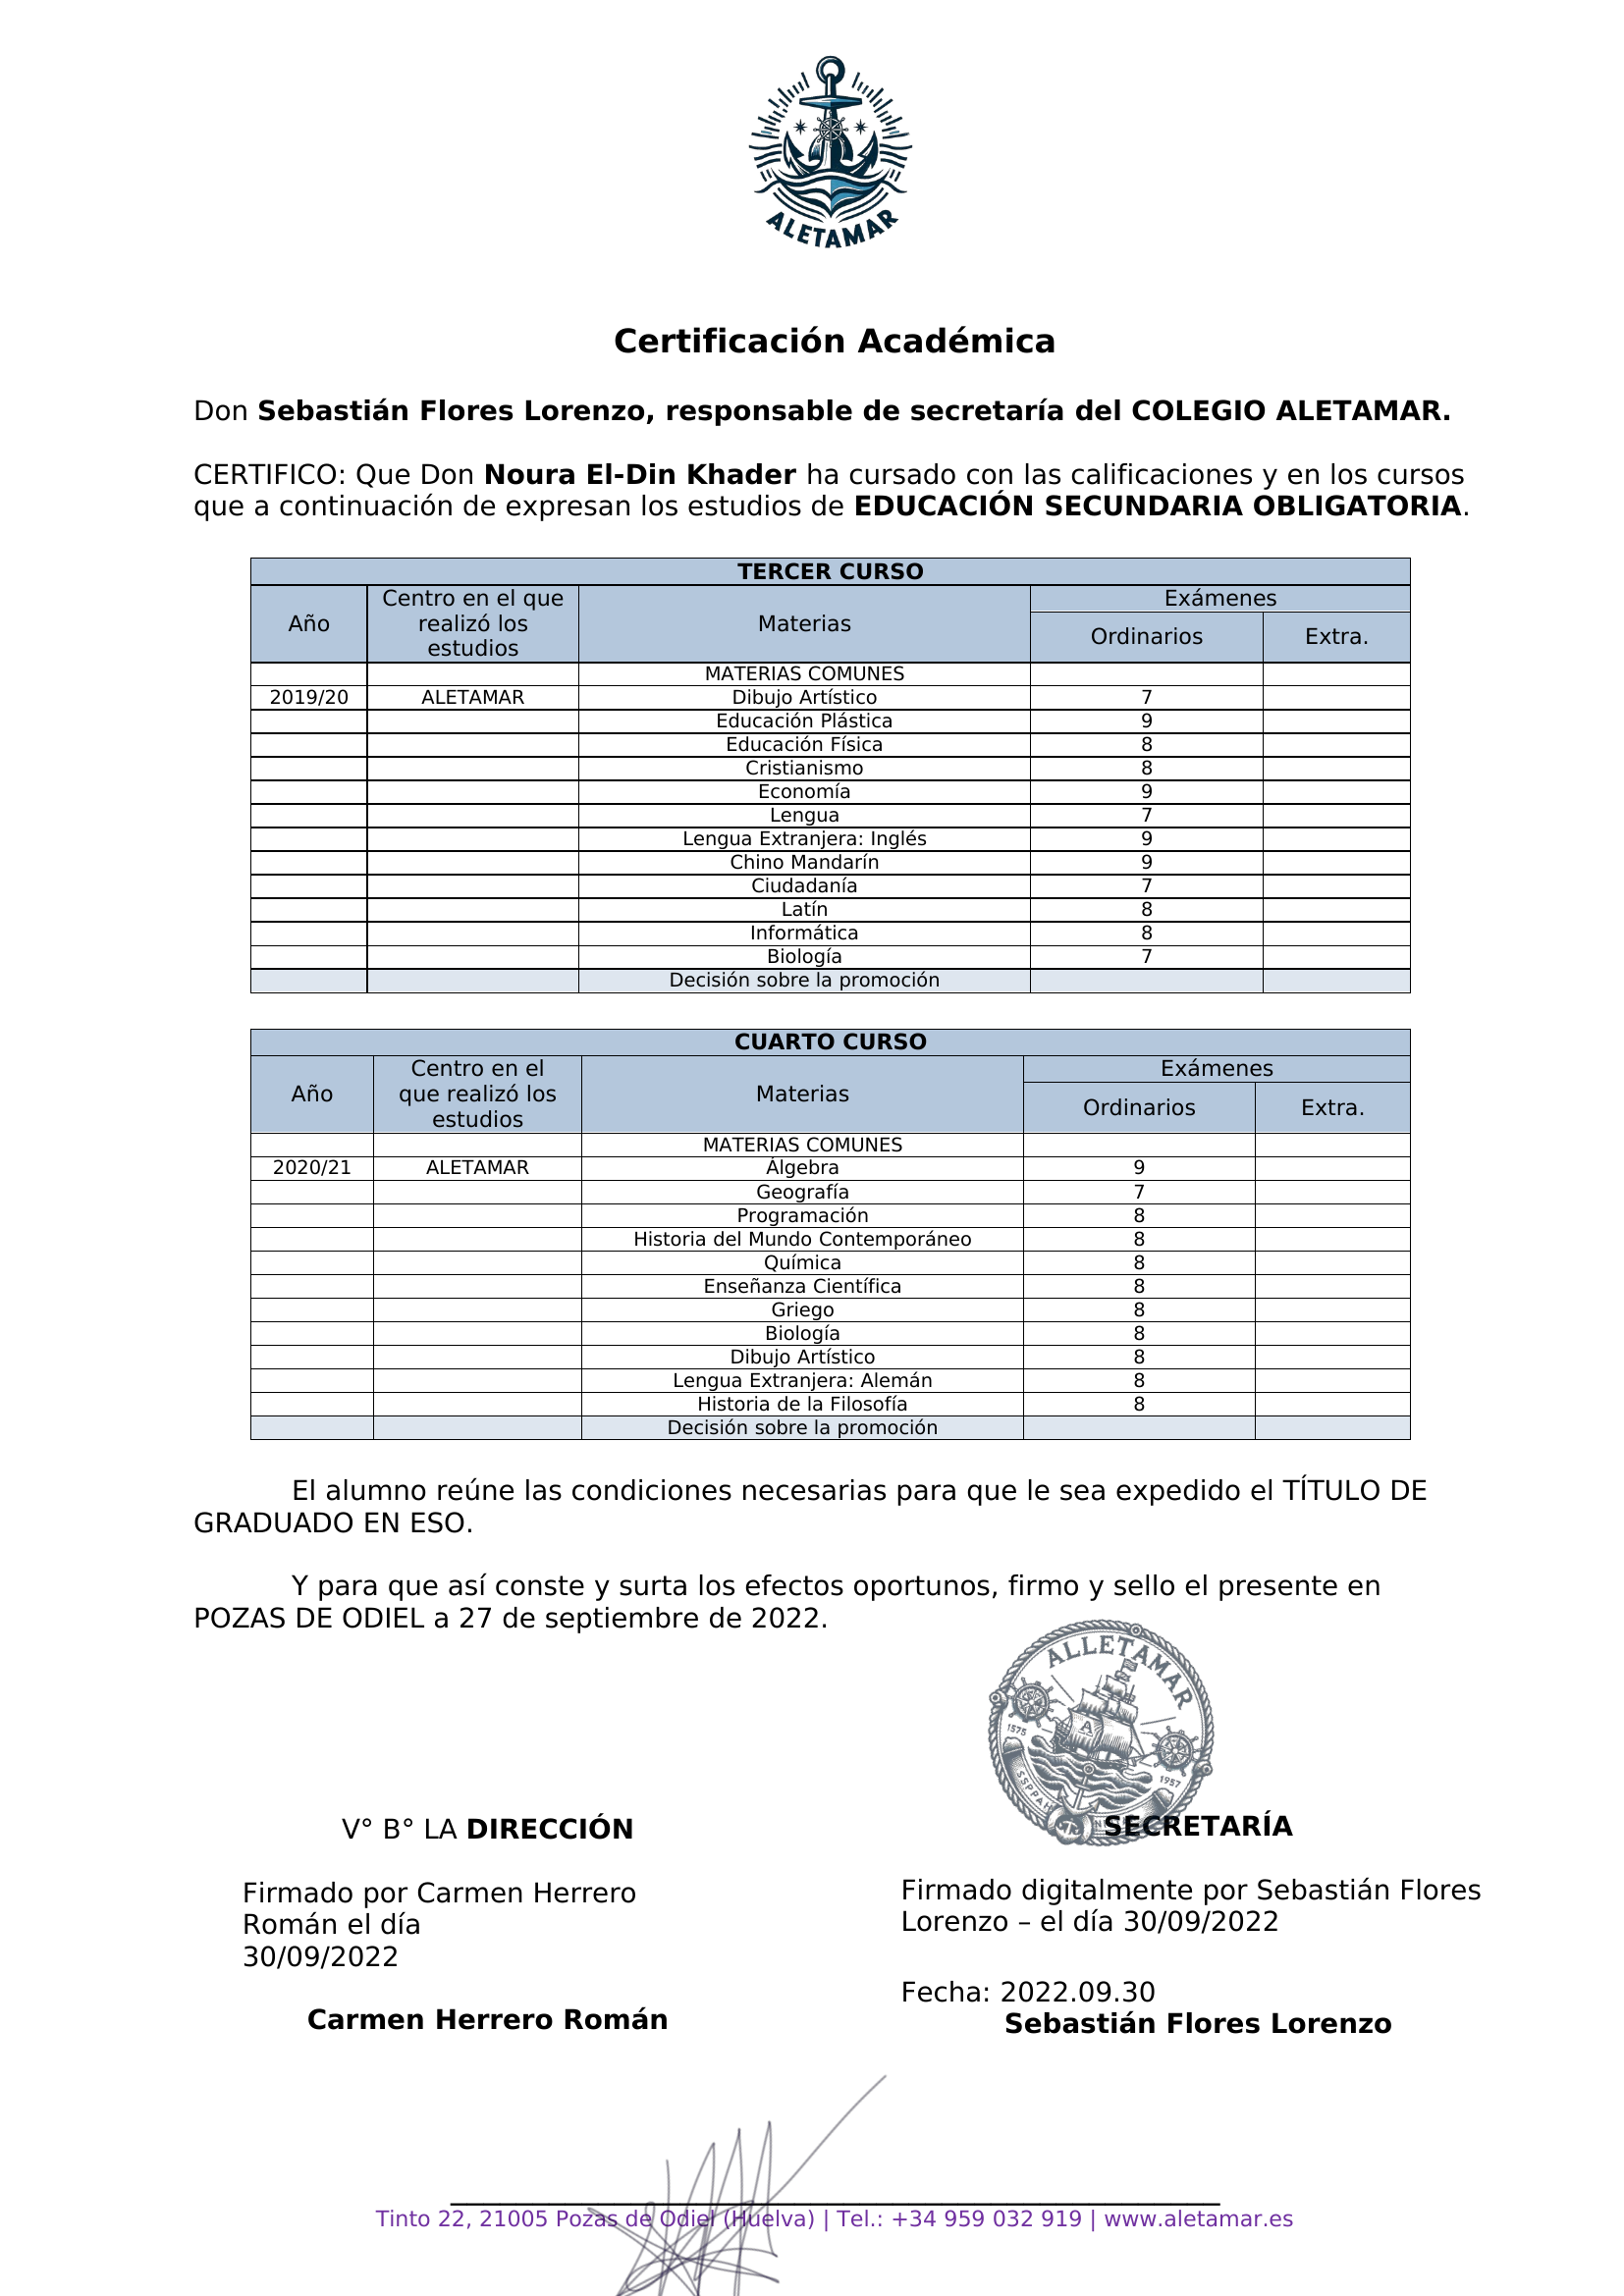 ALETAMAR
Certificación Académica
Don Sebastián Flores Lorenzo, responsable de secretaría del COLEGIO ALETAMAR.
CERTIFICO: Que Don Noura El-Din Khader ha cursado con las calificaciones y en los cursos
que a continuación de expresan los estudios de EDUCACIÓN SECUNDARIA OBLIGATORIA.
TERCER CURSO
Año Centro en el que realizó los estudios Materias Exámenes
Ordinarios Extra.
MATERIAS COMUNES
2019/20 ALETAMAR Dibujo Artístico 7
Educación Plástica 9
Educación Física 8
Cristianismo 8
Economía 9
Lengua 7
Lengua Extranjera: Inglés 9
Chino Mandarín 9
Ciudadanía 7
Latín 8
Informática 8
Biología 7
Decisión sobre la promoción
CUARTO CURSO
Año Centro en el que realizó los estudios Materias Exámenes
Ordinarios Extra.
MATERIAS COMUNES
2020/21 ALETAMAR Álgebra 9
Geografía 7
Programación 8
Historia del Mundo Contemporáneo 8
Química 8
Enseñanza Científica 8
Griego 8
Biología 8
Dibujo Artístico 8
Lengua Extranjera: Alemán 8
Historia de la Filosofía 8
Decisión sobre la promoción
El alumno reúne las condiciones necesarias para que le sea expedido el TÍTULO DE
GRADUADO EN ESO.
Y para que así conste y surta los efectos oportunos, firmo y sello el presente en
POZAS DE ODIEL a 27 de septiembre de 2022.
ALLETAMAR
A
1575
1957
V° B° LA DIRECCIÓN
SECRETARÍA
Firmado por Carmen Herrero
Román el día
30/09/2022
Carmen Herrero Román
Firmado digitalmente por Sebastián Flores
Lorenzo – el día 30/09/2022
Fecha: 2022.09.30
Sebastián Flores Lorenzo
Tinto 22, 21005 Pozas de Odiel (Huelva) | Tel.: +34 959 032 919 | www.aletamar.es